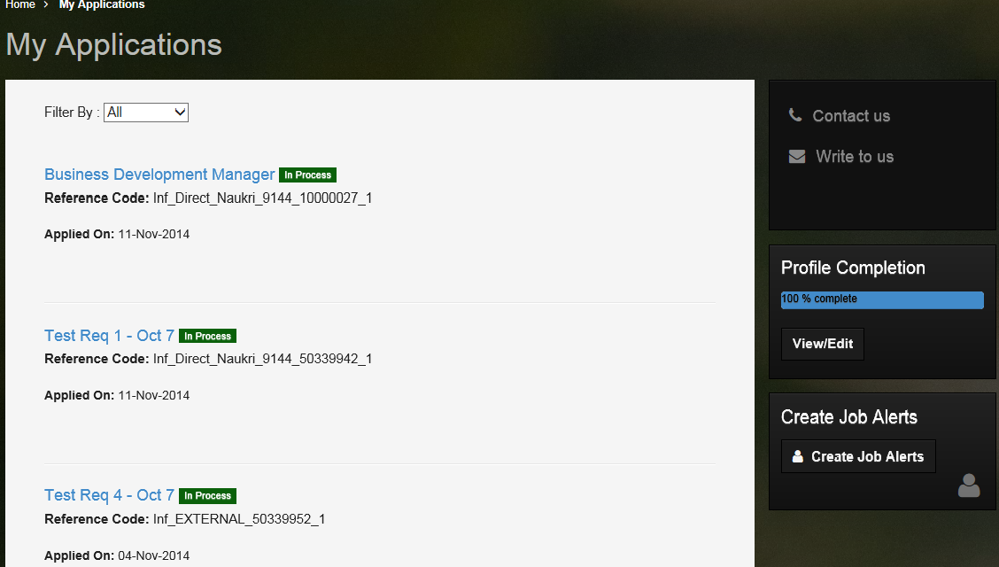 Home > My Applications
My Applications
Filter By : All
Business Development Manager In Process
Reference Code: Inf_Direct_Naukri_9144_10000027_1
Applied On: 11-Nov-2014
Test Req 1 - Oct 7 In Process
Reference Code: Inf_Direct_Naukri_9144_50339942_1
Applied On: 11-Nov-2014
Test Req 4 - Oct 7 In Process
Reference Code: Inf_EXTERNAL_50339952_1
Applied On: 04-Nov-2014
Contact us
Write to us
Profile Completion
100 % complete
View/Edit
Create Job Alerts
Create Job Alerts